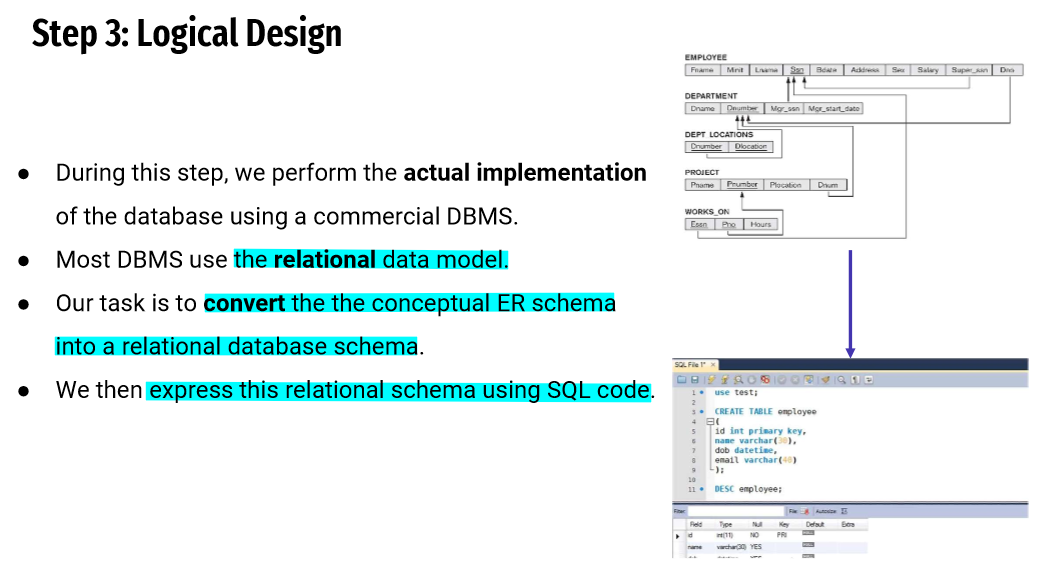 Step 3: Logical Design
● During this step, we perform the actual implementation
of the database using a commercial DBMS.
● Most DBMS use the relational data model.
● Our task is to convert the the conceptual ER schema
into a relational database schema.
● We then express this relational schema using SQL code.
EMPLOYEE
Fname Minit Lname Ssn Bdate Address Sex Salary Super_ssn Dno
DEPARTMENT
Dname Dnumber Mgr_ssn Mgr_start_date
DEPT_LOCATIONS
Dnumber Dlocation
PROJECT
Pname Pnumber Plocation Dnum
WORKS_ON
Essn Pno Hours
SQL File 1*
1 use test;
2
3 CREATE TABLE employee
4 (
5 id int primary key,
6 name varchar(30),
7 dob datetime,
8 email varchar(40)
9 );
10
11 DESC employee;
Filter: File: Autosize:
Field Type Null Key Default Extra
id int(11) NO PRI
name varchar(30) YES